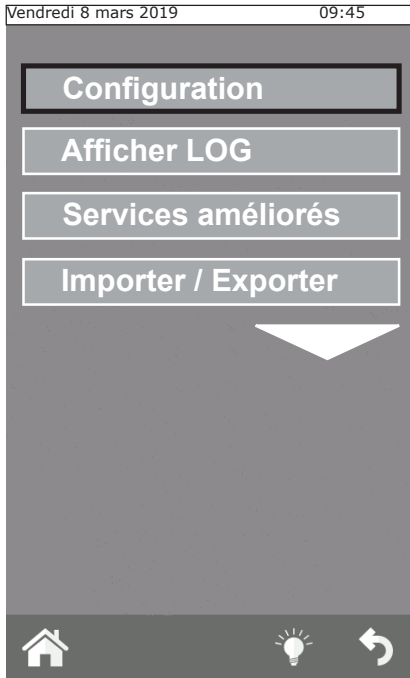 Vendredi 8 mars 2019 09:45
Configuration
Afficher LOG
Services améliorés
Importer / Exporter